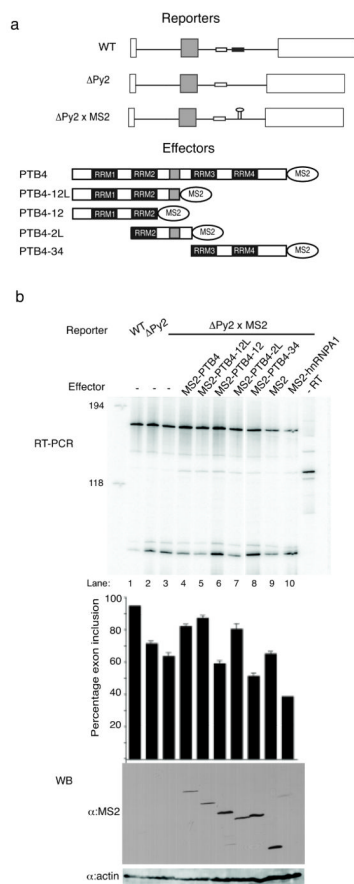 a
Reporters
WT
ΔPy2
ΔPy2 x MS2
Effectors
PTB4 RRM1 RRM2 RRM3 RRM4 MS2
PTB4-12L RRM1 RRM2 MS2
PTB4-12 RRM1 RRM2 MS2
PTB4-2L RRM2 MS2
PTB4-34 RRM3 RRM4 MS2
b
Reporter WT ΔPy2 ΔPy2 x MS2
Effector - - - MS2-PTB4 MS2-PTB4-12L MS2-PTB4-12 MS2-PTB4-2L MS2-PTB4-34 MS2 MS2-hnRNPA1 - RT
194
RT-PCR
118
Lane: 1 2 3 4 5 6 7 8 9 10
Percentage exon inclusion
100
80
60
40
20
WB
α:MS2
α:actin